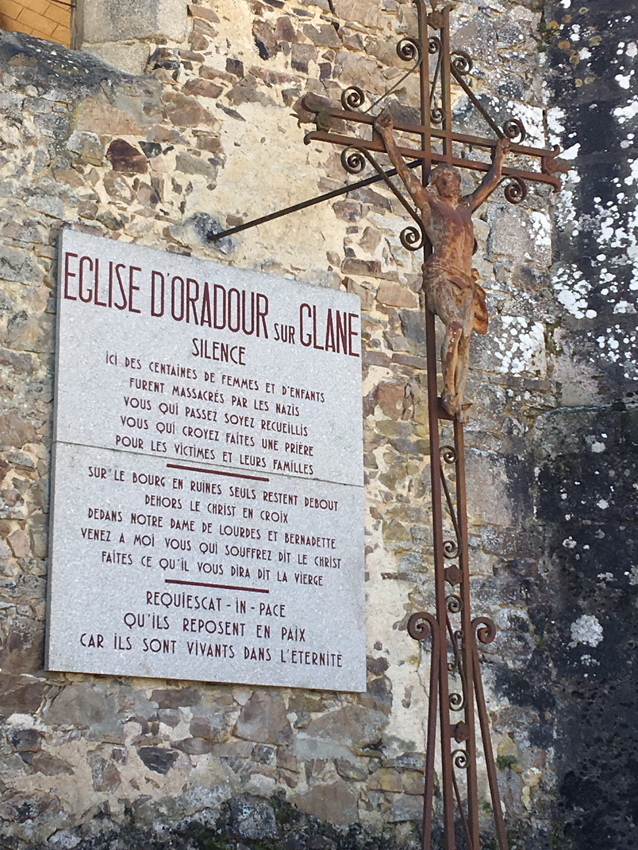 EGLISE D'ORADOUR SUR GLANE
SILENCE
ICI DES CENTAINES DE FEMMES ET D'ENFANTS
FURENT MASSACRÉS PAR LES NAZIS
VOUS QUI PASSEZ SOYEZ RECUEILLIS
VOUS QUI CROYEZ FAITES UNE PRIÈRE
POUR LES VICTIMES ET LEURS FAMILLES
SUR LE BOURG EN RUINES SEULS RESTENT DEBOUT
DEHORS LE CHRIST EN CROIX
DEDANS NOTRE DAME DE LOURDES ET BERNADETTE
VENEZ A MOI VOUS QUI SOUFFREZ DIT LE CHRIST
FAITES CE QU'IL VOUS DIRA DIT LA VIERGE
REQUIESCAT - IN - PACE
QU'ILS REPOSENT EN PAIX
CAR ILS SONT VIVANTS DANS L'ÉTERNITÉ